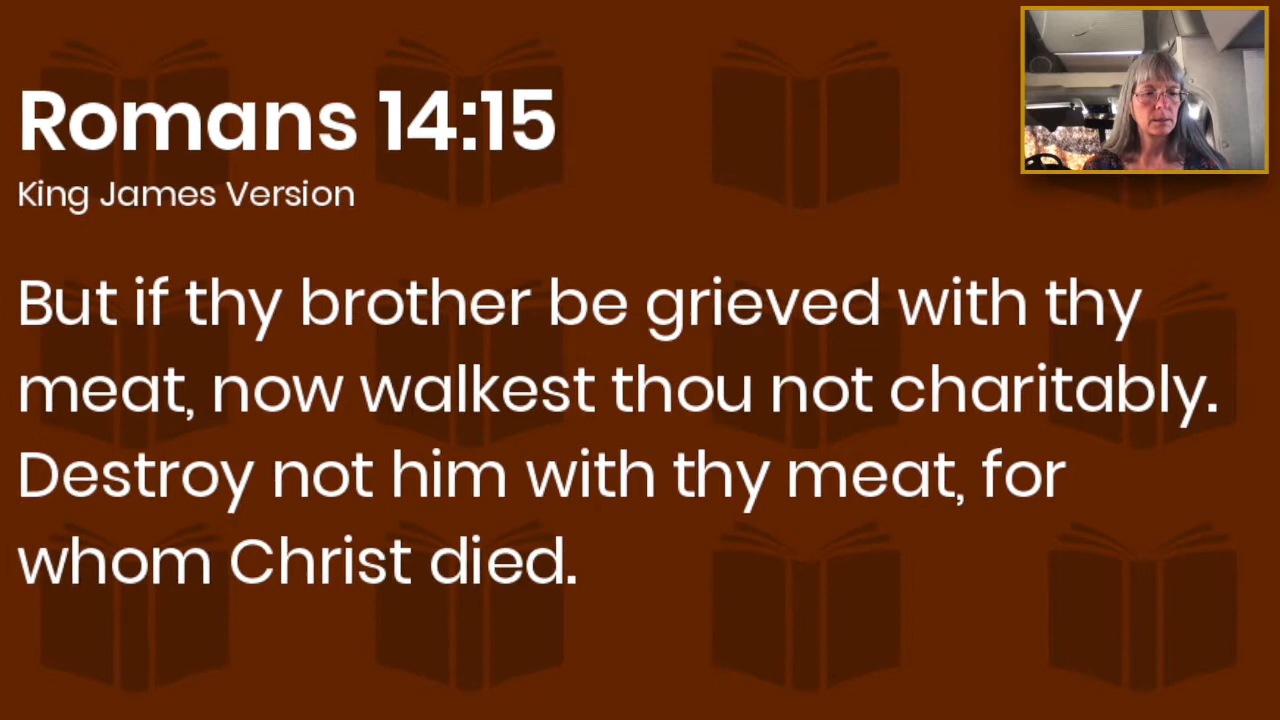 Romans 14:15
King James Version
But if thy brother be grieved with thy
meat, now walkest thou not charitably.
Destroy not him with thy meat, for
whom Christ died.